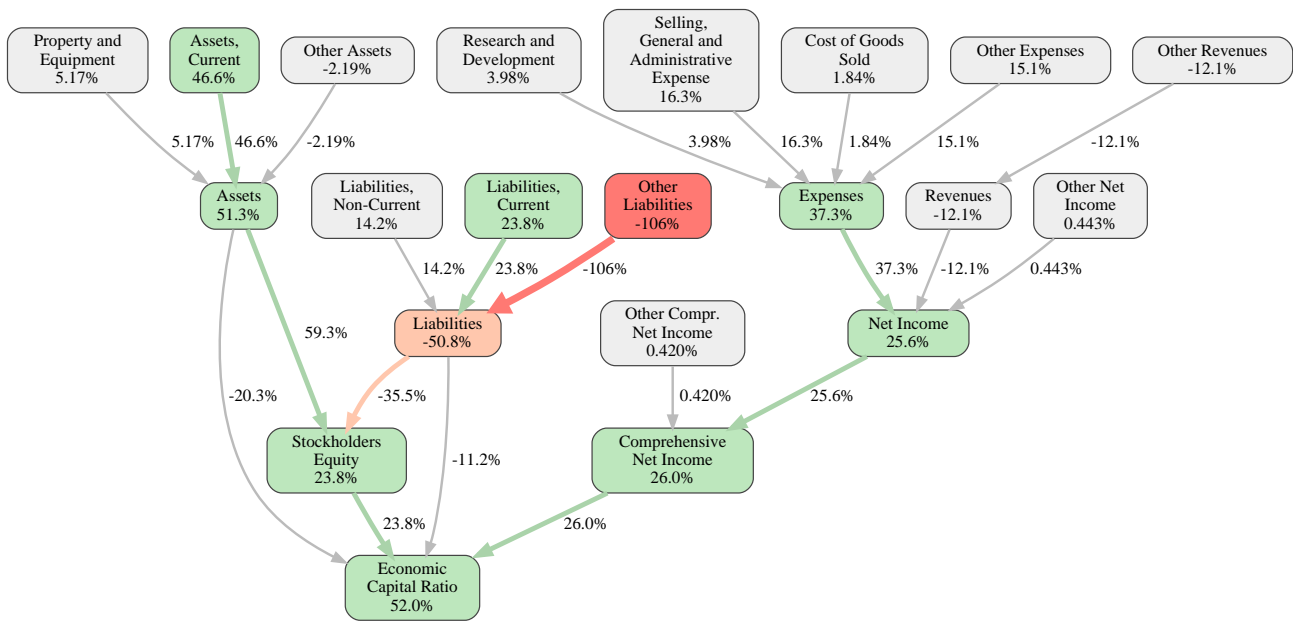 Property and
Equipment
5.17%
Assets,
Current
46.6%
Other Assets
-2.19%
Research and
Development
3.98%
Selling,
General and
Administrative
Expense
16.3%
Cost of Goods
Sold
1.84%
Other Expenses
15.1%
Other Revenues
-12.1%
5.17%
46.6%
-2.19%
3.98%
16.3%
1.84%
15.1%
-12.1%
Assets
51.3%
Liabilities,
Non-Current
14.2%
Liabilities,
Current
23.8%
Other
Liabilities
-106%
Expenses
37.3%
Revenues
-12.1%
Other Net
Income
0.443%
14.2%
23.8%
-106%
37.3%
-12.1%
0.443%
Liabilities
-50.8%
Other Compr.
Net Income
0.420%
Net Income
25.6%
59.3%
-20.3%
-35.5%
0.420%
25.6%
Stockholders
Equity
23.8%
-11.2%
Comprehensive
Net Income
26.0%
23.8%
26.0%
Economic
Capital Ratio
52.0%